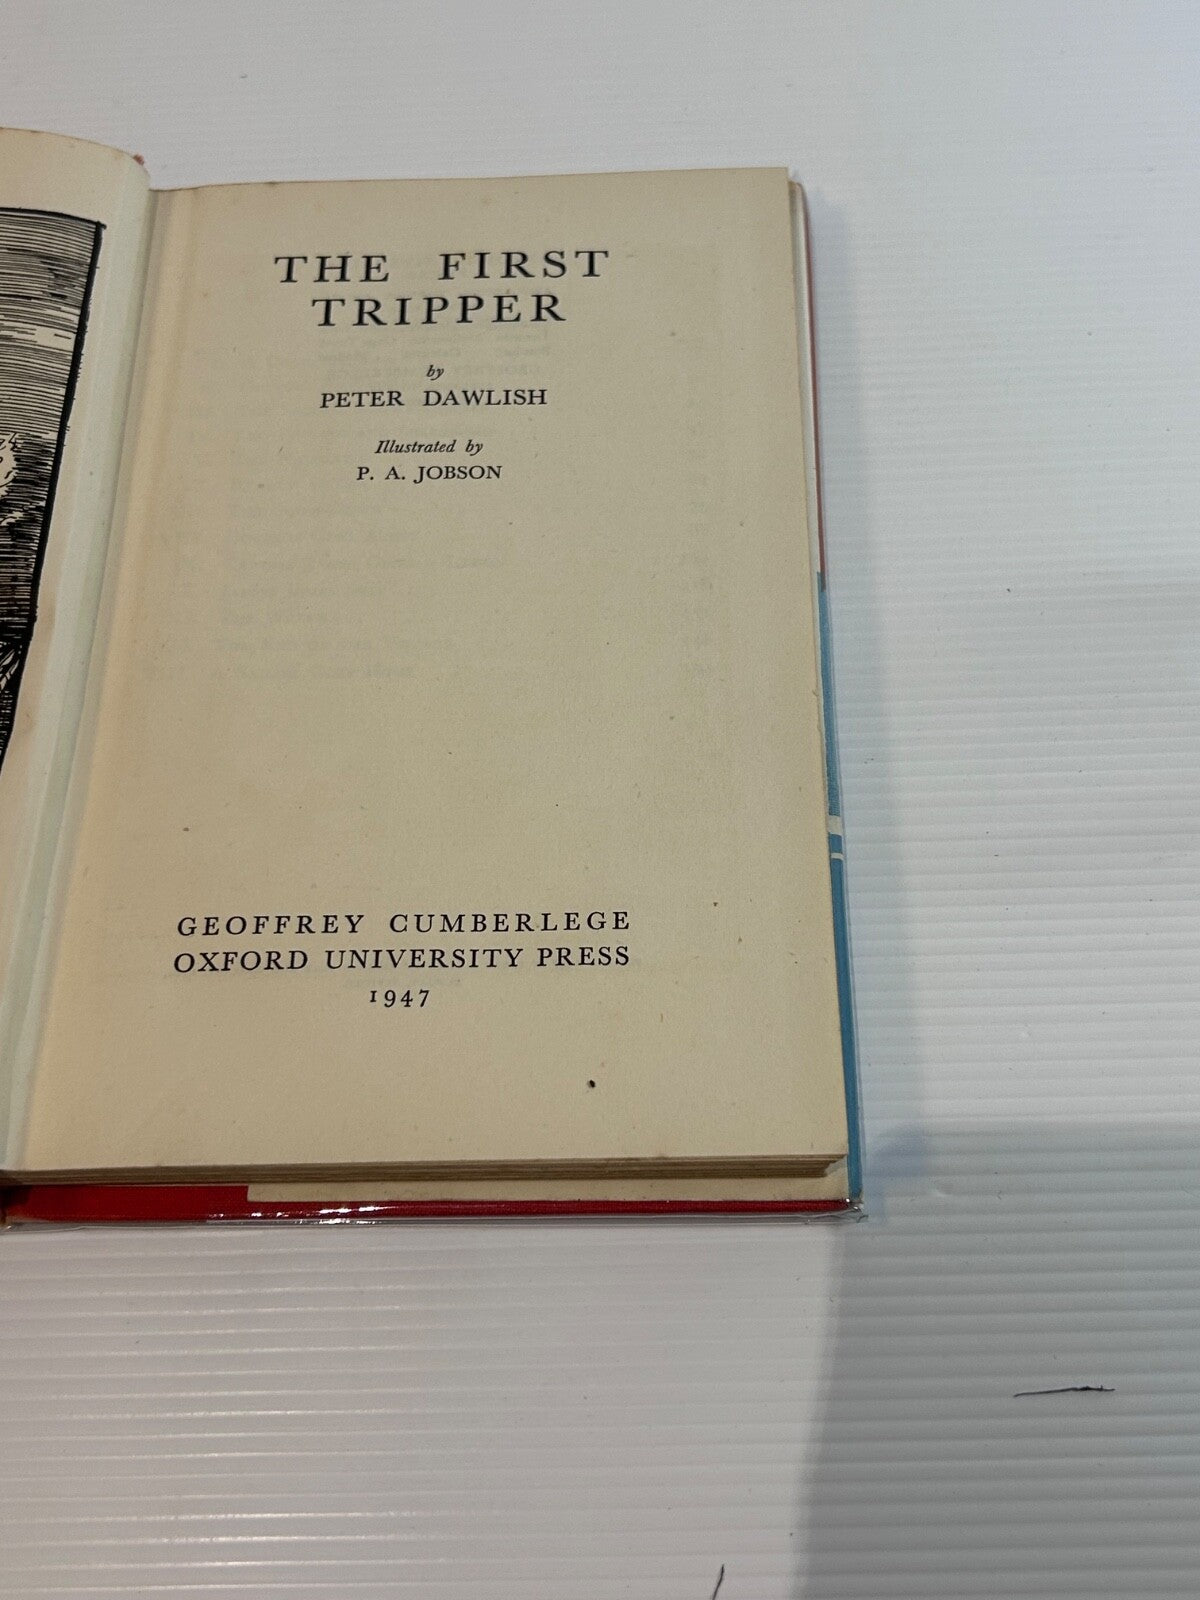 THE FIRST
TRIPPER
by
PETER DAWLISH
Illustrated by
P. A. JOBSON
GEOFFREY CUMBERLEGE
OXFORD UNIVERSITY PRESS
1947